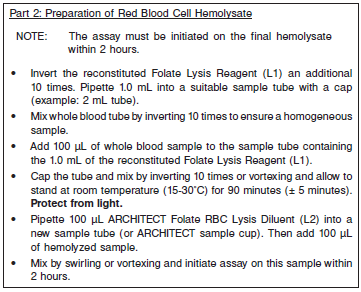 Part 2: Preparation of Red Blood Cell Hemolysate
NOTE: The assay must be initiated on the final hemolysate
within 2 hours.
• Invert the reconstituted Folate Lysis Reagent (L1) an additional
10 times. Pipette 1.0 mL into a suitable sample tube with a cap
(example: 2 mL tube).
• Mix whole blood tube by inverting 10 times to ensure a homogeneous
sample.
• Add 100 µL of whole blood to the sample tube containing
the 1.0 mL of the reconstituted Folate Lysis Reagent (L1).
• Cap the tube and mix by inverting 10 times or vortexing and allow to
stand at room temperature (15-30°C) for 90 minutes (± 5 minutes).
Protect from light.
• Pipette 100 µL ARCHITECT Folate RBC Lysis Diluent (L2) into a
new sample tube (or ARCHITECT sample cup). Then add 100 µL
of hemolyzed sample.
• Mix by swirling or vortexing and initiate assay on this sample within
2 hours.